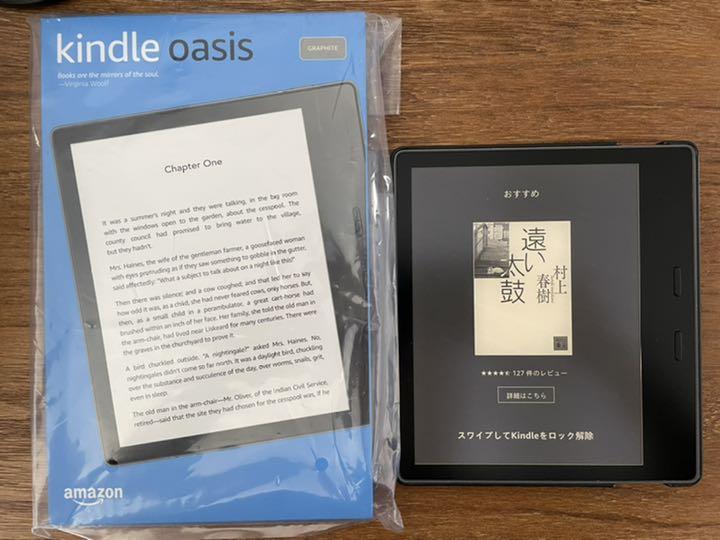 kindle oasis
GRAPHITE
Books are the mirrors of the soul.
—Virginia Woolf
Chapter One
It was a summer's night and they were talking, in the big room
with the windows open to the garden, about the cesspool. The
county council had promised to bring water to the village,
but they hadn't.
Mrs. Haines, the wife of the gentleman farmer, a goosefaced woman
with eyes protruding as if they saw something to gobble in the gutter,
said affectedly: "What a subject to talk about on a night like this!"
Then there was silence; and a cow coughed; and that led her to say
how odd it was, as a child, she had never feared cows, only horses. But,
then, as a small child in a perambulator, a great cart-horse had
brushed within an inch of her face. Her family, she told the old man in
the arm-chair, had lived near Liskeard for many centuries. There were
the graves in the churchyard to prove it.
A bird chuckled outside. "A nightingale?" asked Mrs. Haines. No,
nightingales didn't come so far north. It was a daylight bird, chuckling
over the substance and succulence of the day, over worms, snails, grit,
even in sleep.
The old man in the arm-chair—Mr. Oliver, of the Indian Civil Service,
retired—said that the site they had chosen for the cesspool was, if he
amazon
おすすめ
遠い太鼓
村上春樹
127 件のレビュー
詳細はこちら
スワイプしてKindleをロック解除